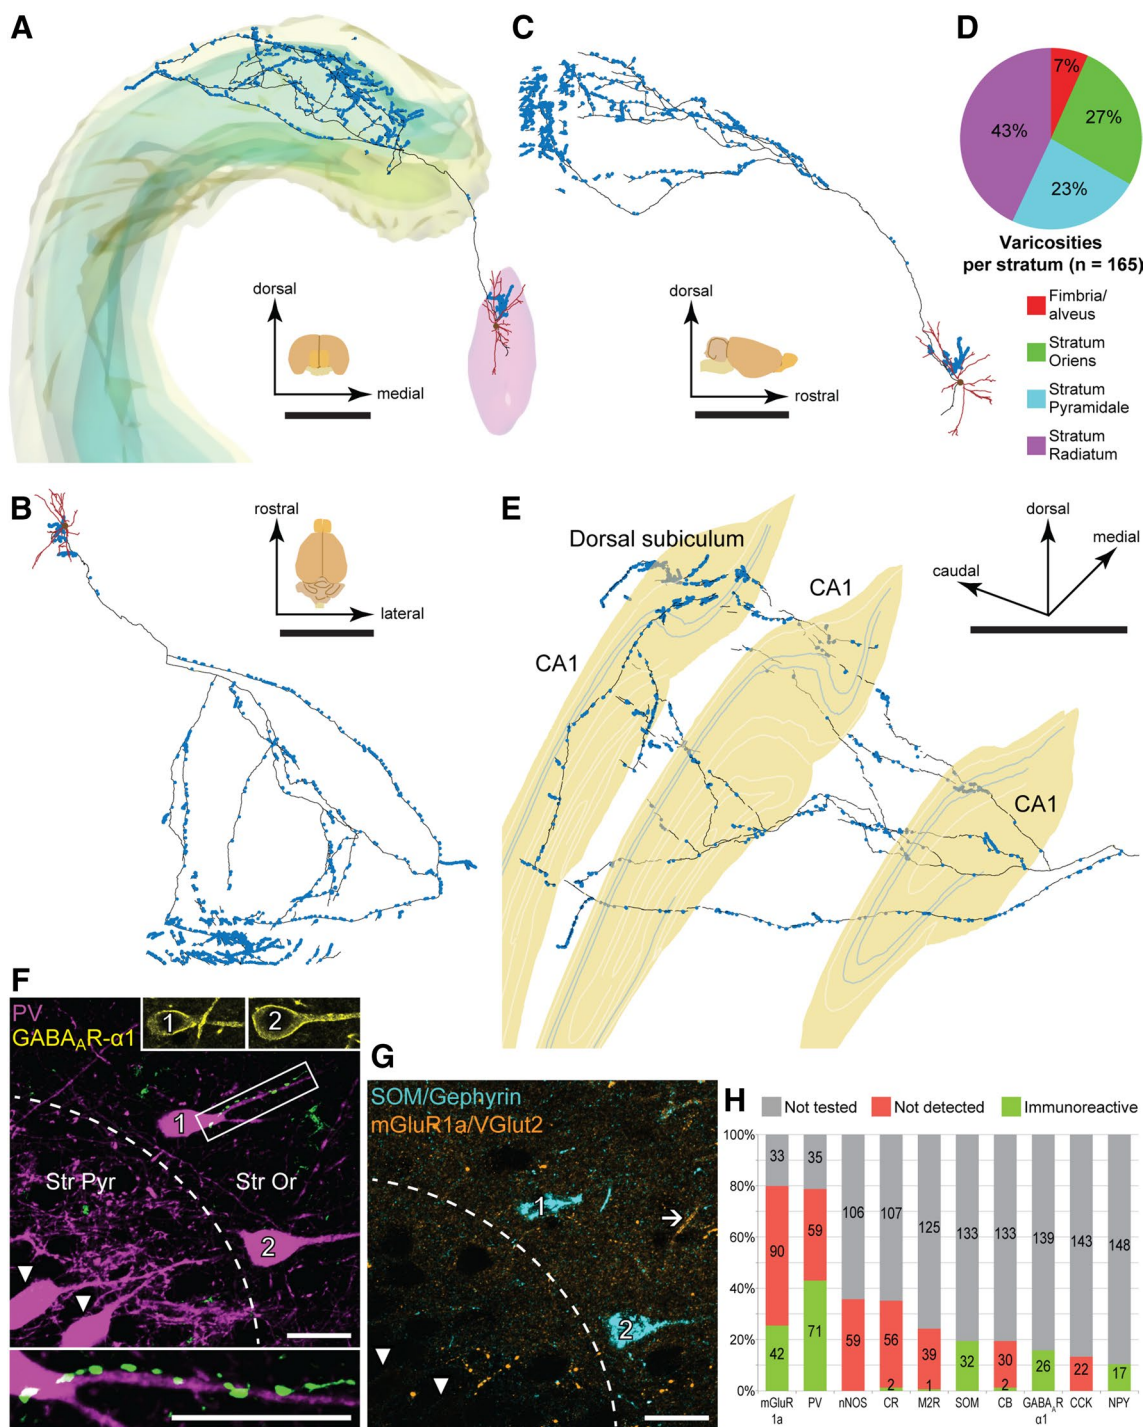 A
dorsal
medial
C
dorsal
rostral
D
7%
27%
43%
23%
Varicosities
per stratum (n = 165)
Fimbria/
alveus
Stratum
Oriens
Stratum
Pyramidale
Stratum
Radiatum
B
rostral
lateral
E
Dorsal subiculum
CA1
CA1
CA1
dorsal
medial
caudal
F
PV
GABA_AR-α1
1
2
1
Str Pyr
Str Or
2
G
SOM/Gephyrin
mGluR1a/VGlut2
1
2
H
Not tested
Not detected
Immunoreactive
100%
80%
60%
40%
20%
0%
33
35
106
107
125
133
133
139
143
148
90
59
59
56
39
32
30
26
22
17
42
71
2
1
2
mGluR
1a
PV
nNOS
CR
M2R
SOM
CB
GABA_AR
α1
CCK
NPY